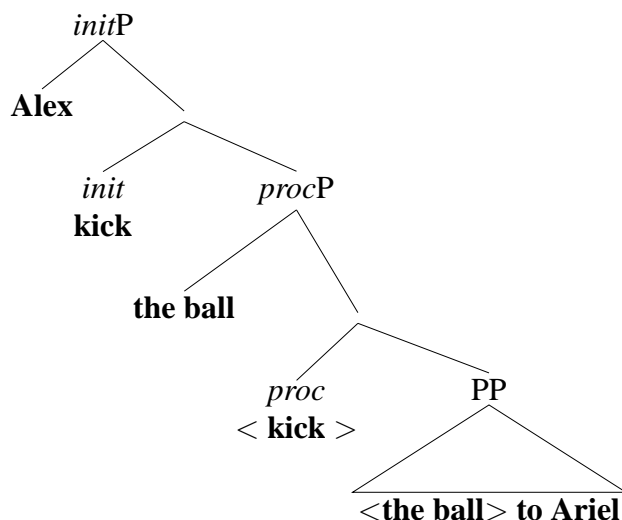 initP
Alex
init
kick
procP
the ball
proc
< kick >
PP
<the ball> to Ariel